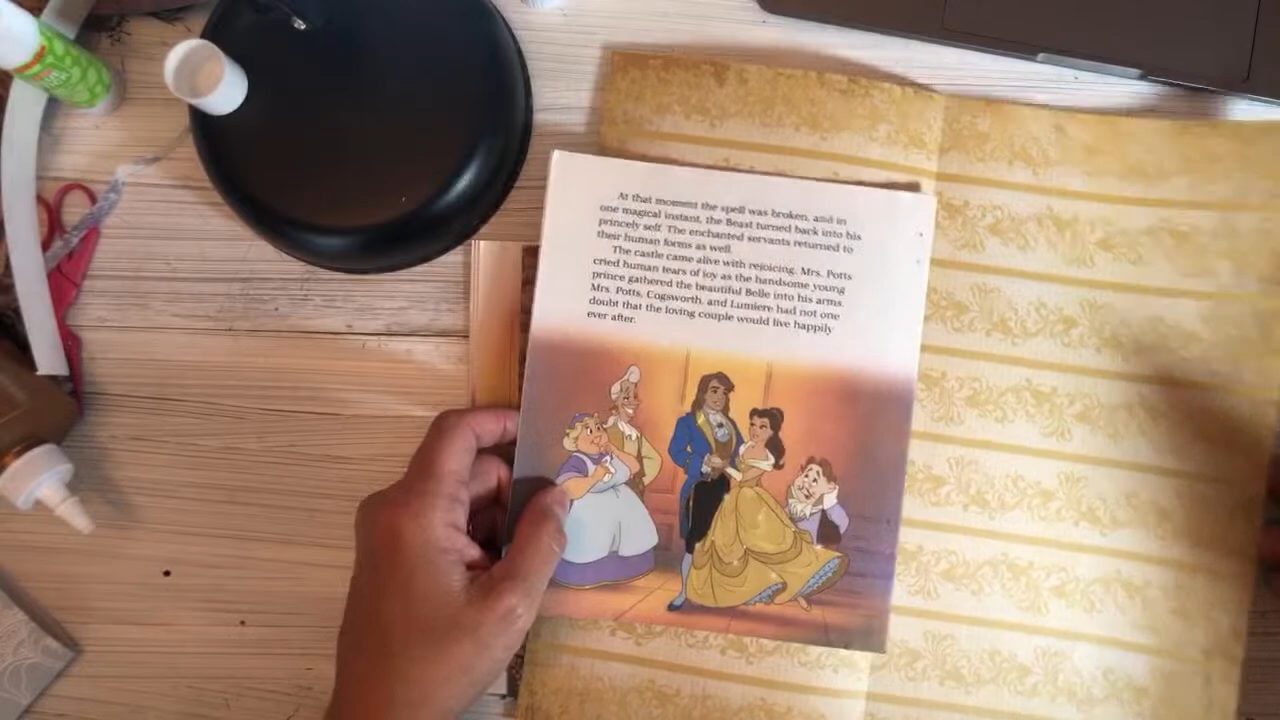 At that moment the spell was broken, and in
one magical instant, the Beast turned back into his
princely self. The enchanted servants returned to
their human forms as well.
The castle came alive with rejoicing. Mrs. Potts
cried human tears of joy as the handsome young
prince gathered the beautiful Belle into his arms.
Mrs. Potts, Cogsworth, and Lumiere had not one
doubt that the loving couple would live happily
ever after.